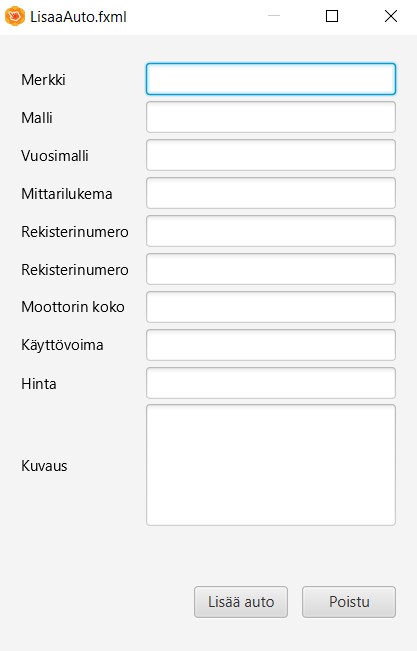 LisaaAuto.fxml
Merkki
Malli
Vuosimalli
Mittarilukema
Rekisterinumero
Rekisterinumero
Moottorin koko
Käyttövoima
Hinta
Kuvaus
Lisää auto Poistu